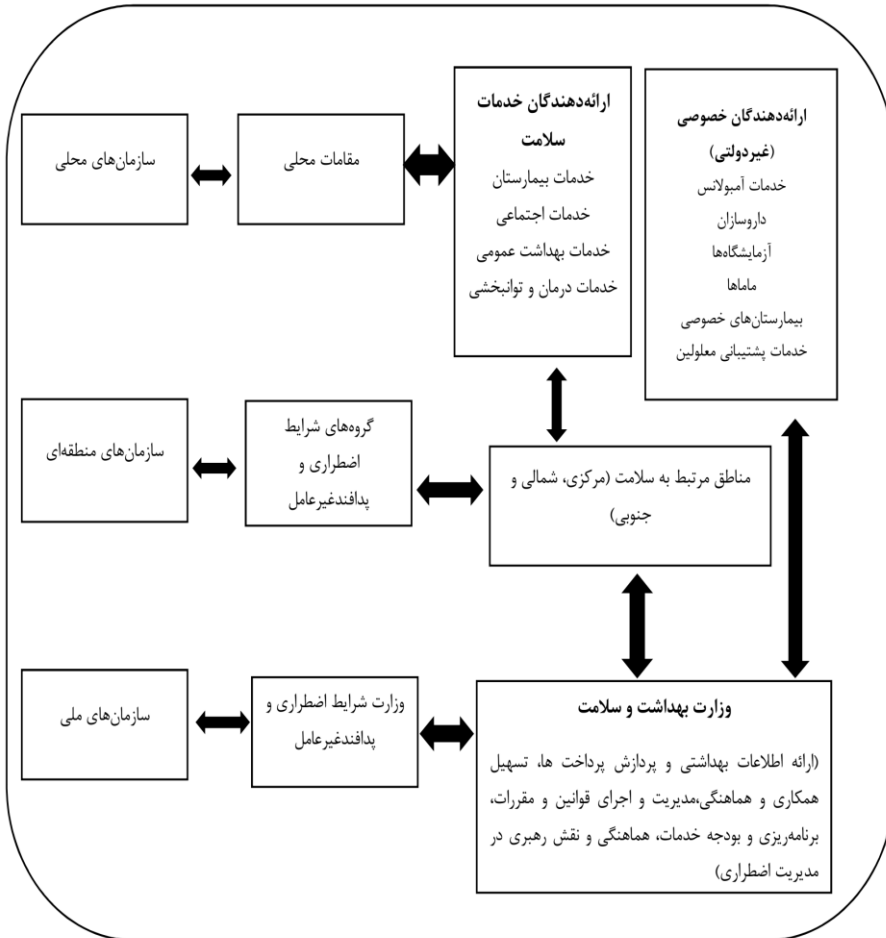 ارائه‌دهندگان خصوصی
(غیردولتی)
خدمات آمبولانس
داروسازان
آزمایشگاه‌ها
ماماها
بیمارستان‌های خصوصی
خدمات پشتیبانی معلولین
ارائه‌دهندگان خدمات
سلامت
خدمات بیمارستان
خدمات اجتماعی
خدمات بهداشت عمومی
خدمات درمان و توانبخشی
مقامات محلی
سازمان‌های محلی
مناطق مرتبط به سلامت (مرکزی، شمالی و
جنوبی)
گروه‌های شرایط
اضطراری و
پدافندغیرعامل
سازمان‌های منطقه‌ای
وزارت بهداشت و سلامت
(ارائه اطلاعات بهداشتی و پردازش پرداخت ها، تسهیل
همکاری و هماهنگی،مدیریت و اجرای قوانین و مقررات،
برنامه‌ریزی و بودجه خدمات، هماهنگی و نقش رهبری در
مدیریت اضطراری)
وزارت شرایط اضطراری و
پدافندغیرعامل
سازمان‌های ملی